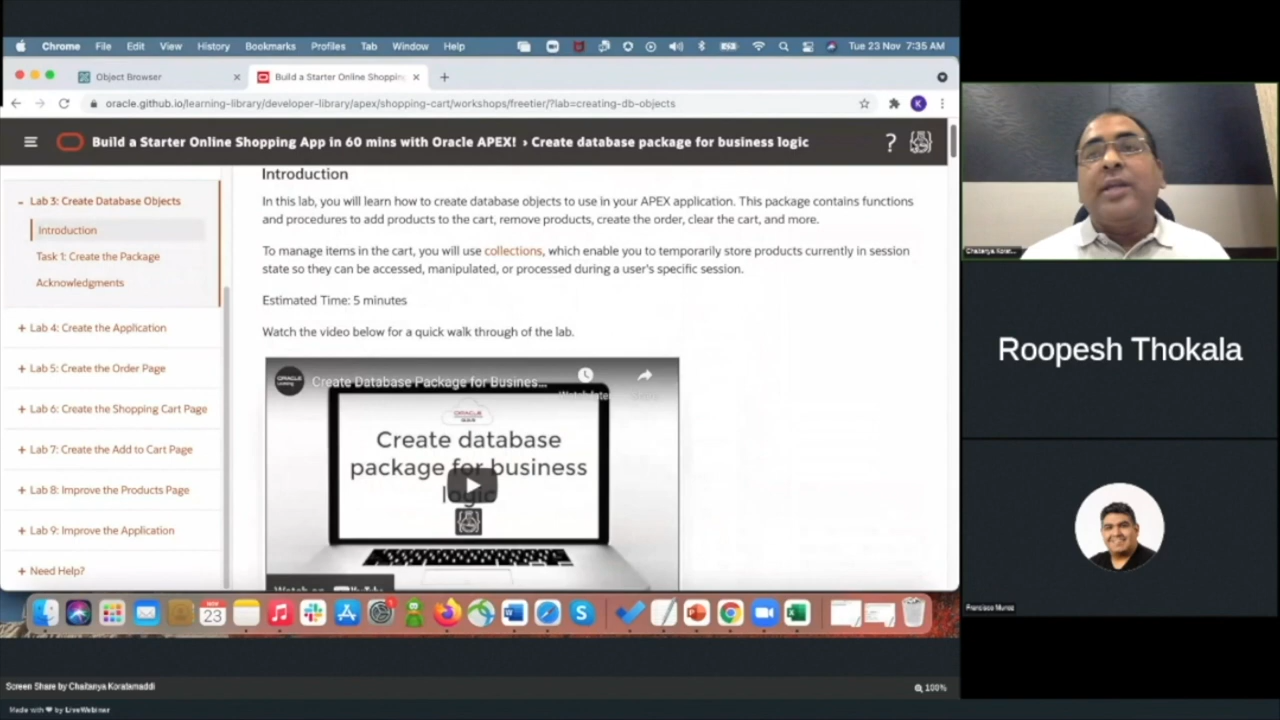 Chrome File Edit View History Bookmarks Profiles Tab Window Help Tue 23 Nov 7:35 AM
Object Browser Build a Starter Online Shopping
oracle.github.io/learning-library/developer-library/apex/shopping-cart/workshops/freetier/?lab=creating-db-objects K
Build a Starter Online Shopping App in 60 mins with Oracle APEX! › Create database package for business logic ?
Lab 3: Create Database Objects
Introduction
Task 1: Create the Package
Acknowledgments
Lab 4: Create the Application
Lab 5: Create the Order Page
Lab 6: Create the Shopping Cart Page
Lab 7: Create the Add to Cart Page
Lab 8: Improve the Products Page
Lab 9: Improve the Application
Need Help?
Introduction
In this lab, you will learn how to create database objects to use in your APEX application. This package contains functions
and procedures to add products to the cart, remove products, create the order, clear the cart, and more.
To manage items in the cart, you will use collections, which enable you to temporarily store products currently in session
state so they can be accessed, manipulated, or processed during a user's specific session.
Estimated Time: 5 minutes
Watch the video below for a quick walk through of the lab.
Create Database Package for Busines...
Create database
package for business
logic
NOV
23
Chaitanya Korat...
Roopesh Thokala
Francisco Munoz
Screen Share by Chaitanya Koratamaddi
100%
Made with ♥ by LiveWebinar